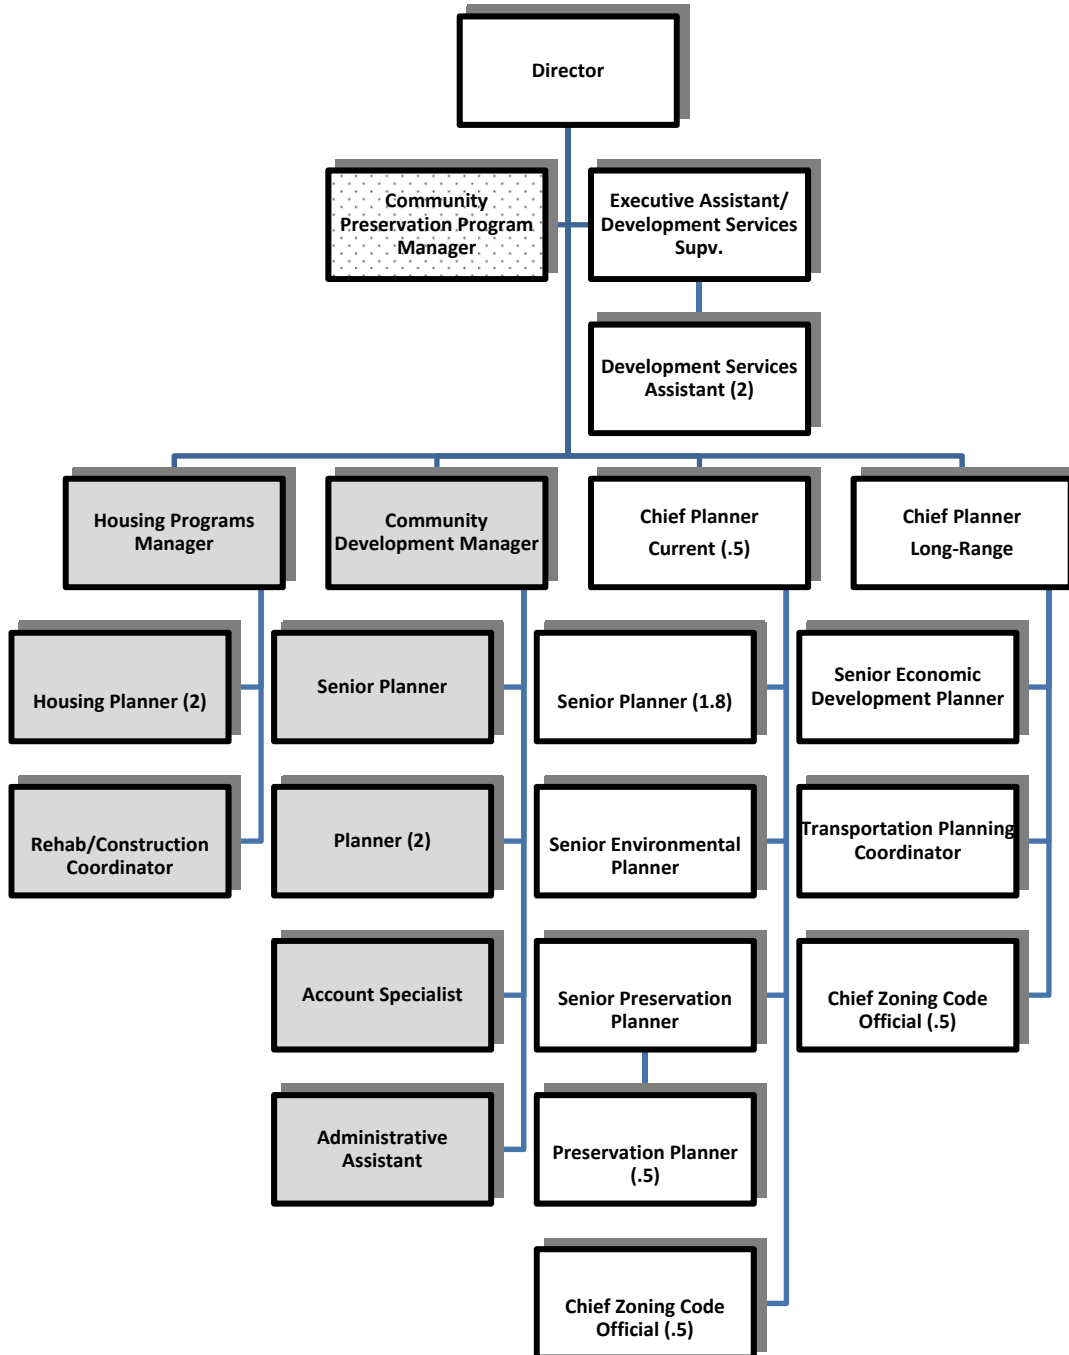 Director
Community
Preservation Program
Manager
Executive Assistant/
Development Services
Supv.
Development Services
Assistant (2)
Housing Programs
Manager
Community
Development Manager
Chief Planner
Current (.5)
Chief Planner
Long-Range
Housing Planner (2)
Senior Planner
Senior Planner (1.8)
Senior Economic
Development Planner
Rehab/Construction
Coordinator
Planner (2)
Senior Environmental
Planner
Transportation Planning
Coordinator
Account Specialist
Senior Preservation
Planner
Chief Zoning Code
Official (.5)
Administrative
Assistant
Preservation Planner
(.5)
Chief Zoning Code
Official (.5)